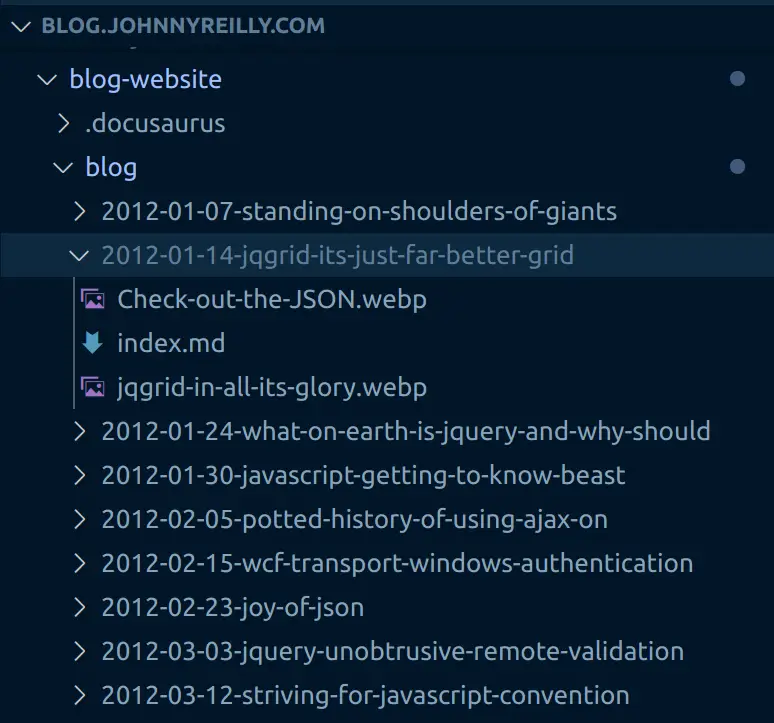 BLOG.JOHNNYREILLY.COM
blog-website
.docusaurus
blog
2012-01-07-standing-on-shoulders-of-giants
2012-01-14-jqgrid-its-just-far-better-grid
Check-out-the-JSON.webp
index.md
jqgrid-in-all-its-glory.webp
2012-01-24-what-on-earth-is-jquery-and-why-should
2012-01-30-javascript-getting-to-know-beast
2012-02-05-potted-history-of-using-ajax-on
2012-02-15-wcf-transport-windows-authentication
2012-02-23-joy-of-json
2012-03-03-jquery-unobtrusive-remote-validation
2012-03-12-striving-for-javascript-convention